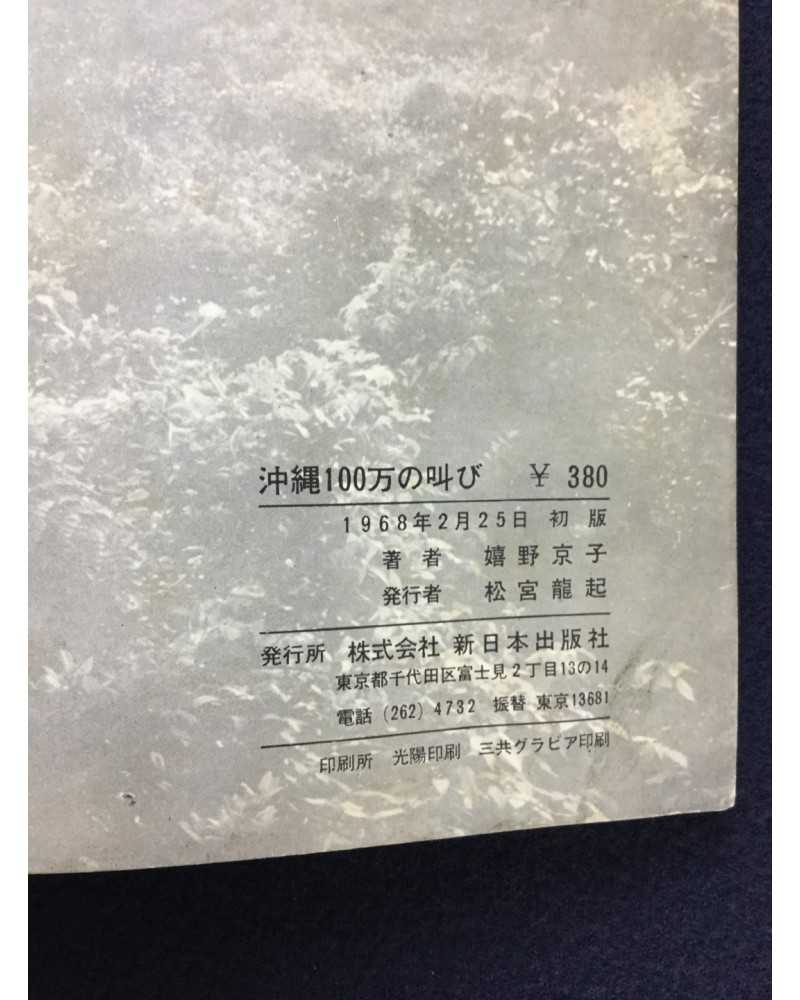 沖縄100万の叫び ￥ 380
1968年2月25日 初版
著者 嬉野京子
発行者 松宮龍起
発行所 株式会社 新日本出版社
東京都千代田区富士見2丁目13の14
電話 (262) 4732 振替 東京13681
印刷所 光陽印刷 三共グラビア印刷